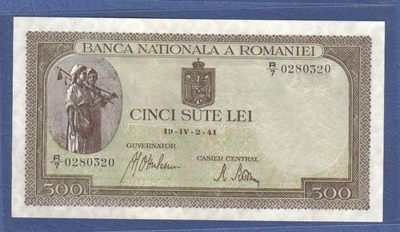 BANCA NATIONALA A ROMANIEI
R/7 0280320
CINCI SUTE LEI
19-IV-2-41
GUVERNATOR
CASIER CENTRAL
R/7 0280320
500
500